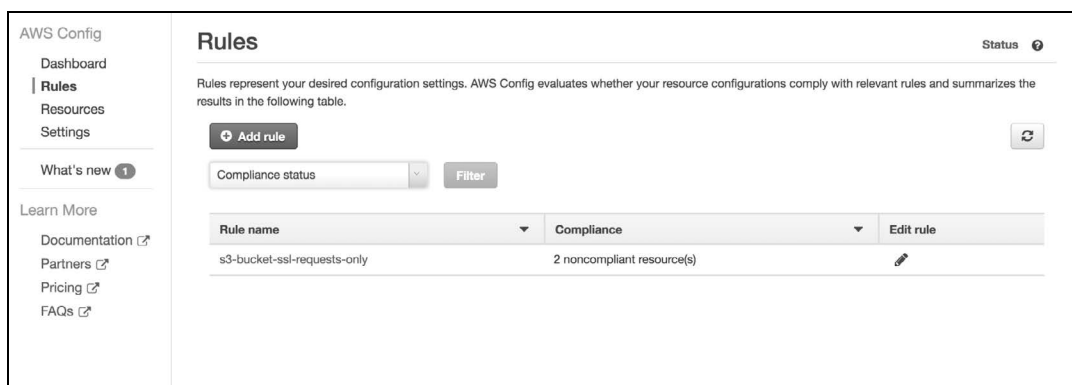 AWS Config
Dashboard
Rules
Resources
Settings
What's new 1
Learn More
Documentation
Partners
Pricing
FAQs
Rules
Status
Rules represent your desired configuration settings. AWS Config evaluates whether your resource configurations comply with relevant rules and summarizes the
results in the following table.
Add rule
Compliance status
Filter
Rule name Compliance Edit rule
s3-bucket-ssl-requests-only 2 noncompliant resource(s)